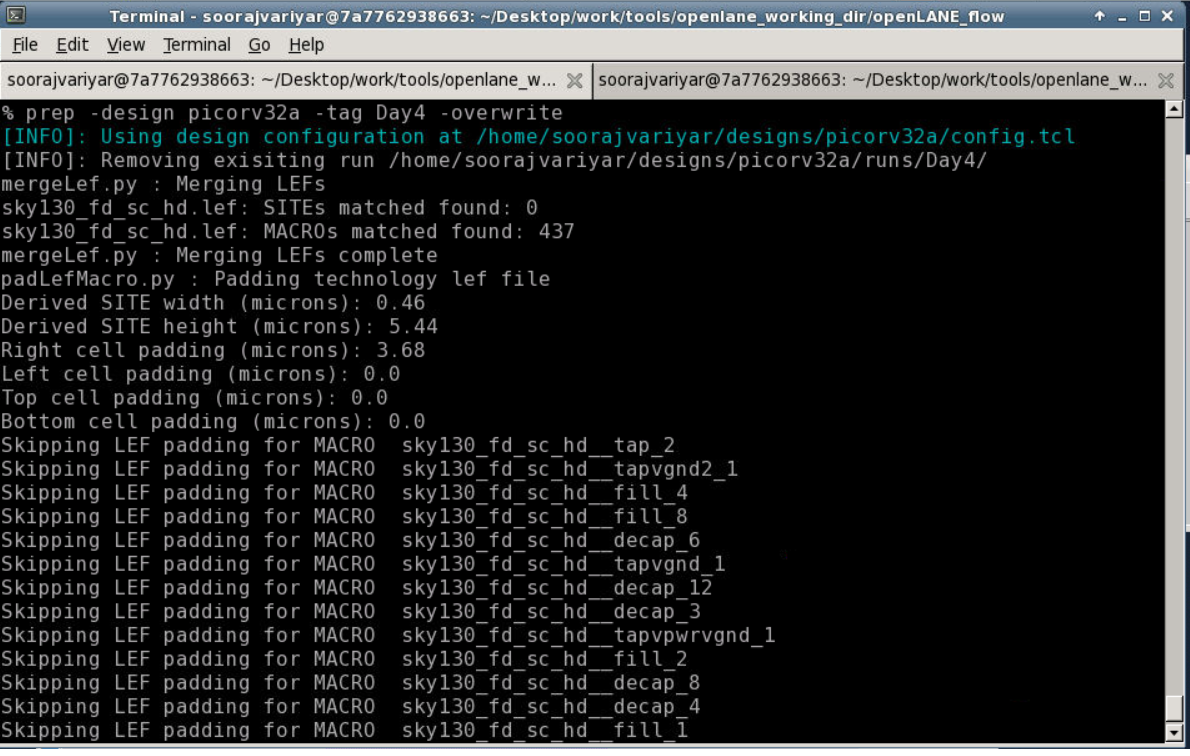 Terminal - soorajvariyar@7a7762938663: ~/Desktop/work/tools/openlane_working_dir/openLANE_flow
File Edit View Terminal Go Help
soorajvariyar@7a7762938663: ~/Desktop/work/tools/openlane_w... soorajvariyar@7a7762938663: ~/Desktop/work/tools/openlane_w...
% prep -design picorv32a -tag Day4 -overwrite
[INFO]: Using design configuration at /home/soorajvariyar/designs/picorv32a/config.tcl
[INFO]: Removing exisiting run /home/soorajvariyar/designs/picorv32a/runs/Day4/
mergeLef.py : Merging LEFs
sky130_fd_sc_hd.lef: SITEs matched found: 0
sky130_fd_sc_hd.lef: MACROs matched found: 437
mergeLef.py : Merging LEFs complete
padLefMacro.py : Padding technology lef file
Derived SITE width (microns): 0.46
Derived SITE height (microns): 5.44
Right cell padding (microns): 3.68
Left cell padding (microns): 0.0
Top cell padding (microns): 0.0
Bottom cell padding (microns): 0.0
Skipping LEF padding for MACRO  sky130_fd_sc_hd__tap_2
Skipping LEF padding for MACRO  sky130_fd_sc_hd__tapvgnd2_1
Skipping LEF padding for MACRO  sky130_fd_sc_hd__fill_4
Skipping LEF padding for MACRO  sky130_fd_sc_hd__fill_8
Skipping LEF padding for MACRO  sky130_fd_sc_hd__decap_6
Skipping LEF padding for MACRO  sky130_fd_sc_hd__tapvgnd_1
Skipping LEF padding for MACRO  sky130_fd_sc_hd__decap_12
Skipping LEF padding for MACRO  sky130_fd_sc_hd__decap_3
Skipping LEF padding for MACRO  sky130_fd_sc_hd__tapvpwrvgnd_1
Skipping LEF padding for MACRO  sky130_fd_sc_hd__fill_2
Skipping LEF padding for MACRO  sky130_fd_sc_hd__decap_8
Skipping LEF padding for MACRO  sky130_fd_sc_hd__decap_4
Skipping LEF padding for MACRO  sky130_fd_sc_hd__fill_1